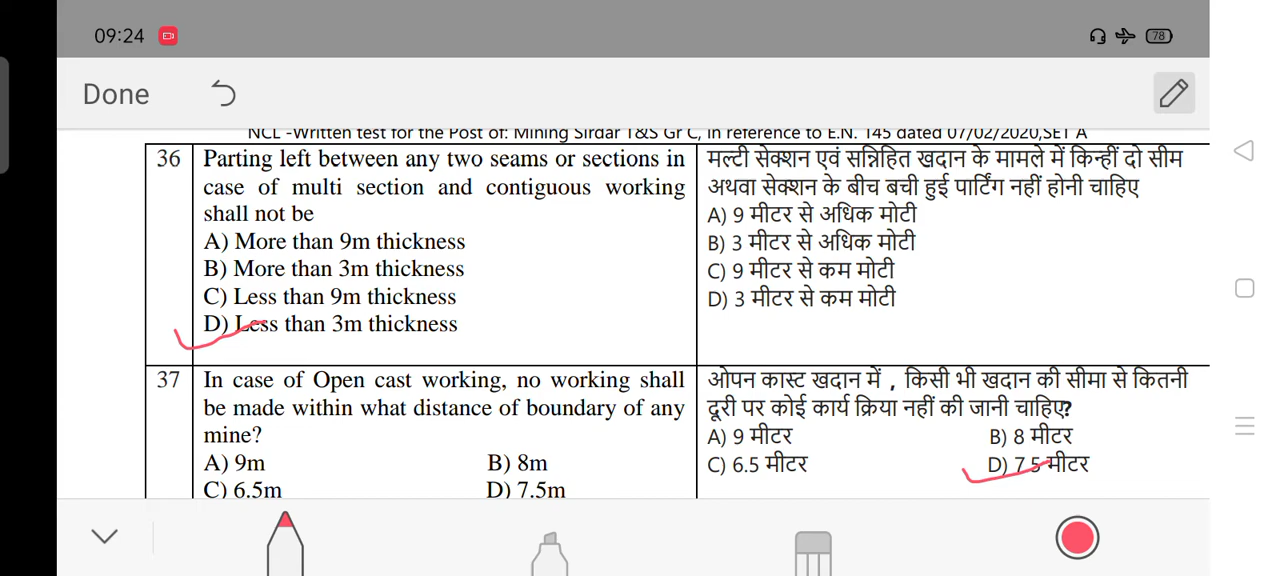 09:24
78
Done
NCL -Written test for the Post of: Mining Sirdar T&S Gr C, in reference to E.N. 145 dated 07/02/2020,SET A
36
Parting left between any two seams or sections in
case of multi section and contiguous working
shall not be
A) More than 9m thickness
B) More than 3m thickness
C) Less than 9m thickness
D) Less than 3m thickness
मल्टी सेक्शन एवं सन्निहित खदान के मामले में किन्हीं दो सीम
अथवा सेक्शन के बीच बची हुई पार्टिंग नहीं होनी चाहिए
A) 9 मीटर से अधिक मोटी
B) 3 मीटर से अधिक मोटी
C) 9 मीटर से कम मोटी
D) 3 मीटर से कम मोटी
37
In case of Open cast working, no working shall
be made within what distance of boundary of any
mine?
A) 9m B) 8m
C) 6.5m D) 7.5m
ओपन कास्ट खदान में , किसी भी खदान की सीमा से कितनी
दूरी पर कोई कार्य क्रिया नहीं की जानी चाहिए?
A) 9 मीटर B) 8 मीटर
C) 6.5 मीटर D) 7.5 मीटर